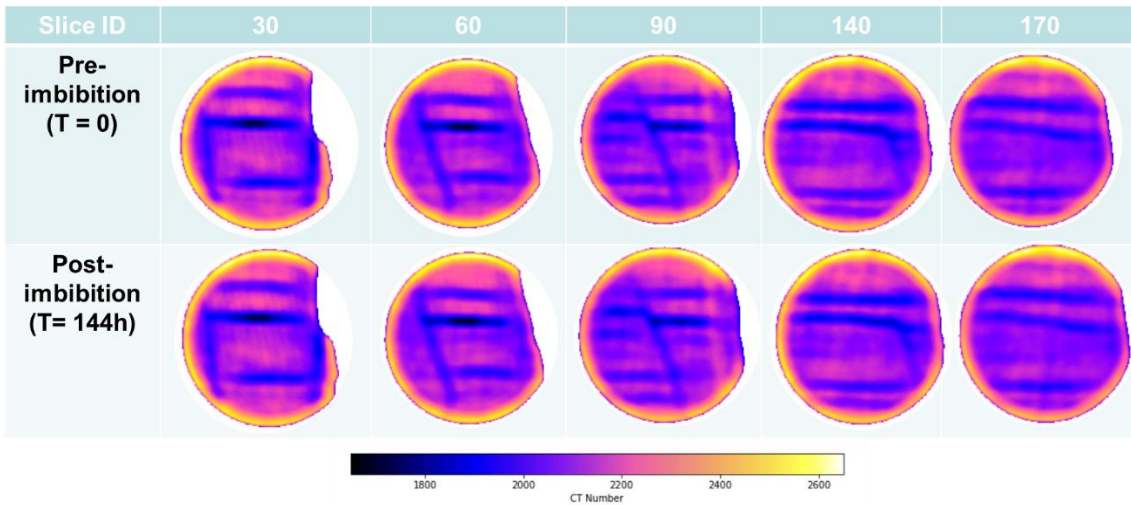 Slice ID 30 60 90 140 170
Pre-
imbibition
(T = 0)
Post-
imbibition
(T= 144h)
1800 2000 2200 2400 2600
CT Number